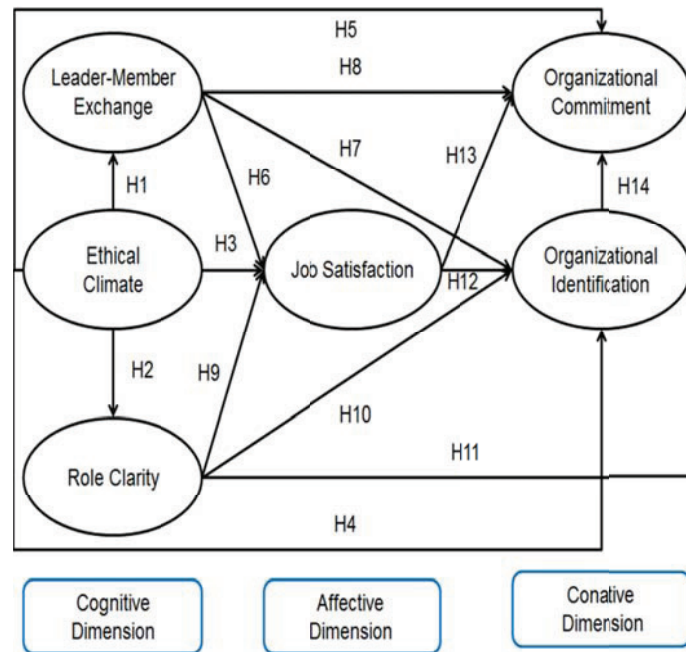 H5
Leader-Member
Exchange
H8
Organizational
Commitment
H7
H13
H1
H6
H14
Ethical
Climate
H3
Job Satisfaction
H12
Organizational
Identification
H2
H9
H10
Role Clarity
H11
H4
Cognitive
Dimension
Affective
Dimension
Conative
Dimension